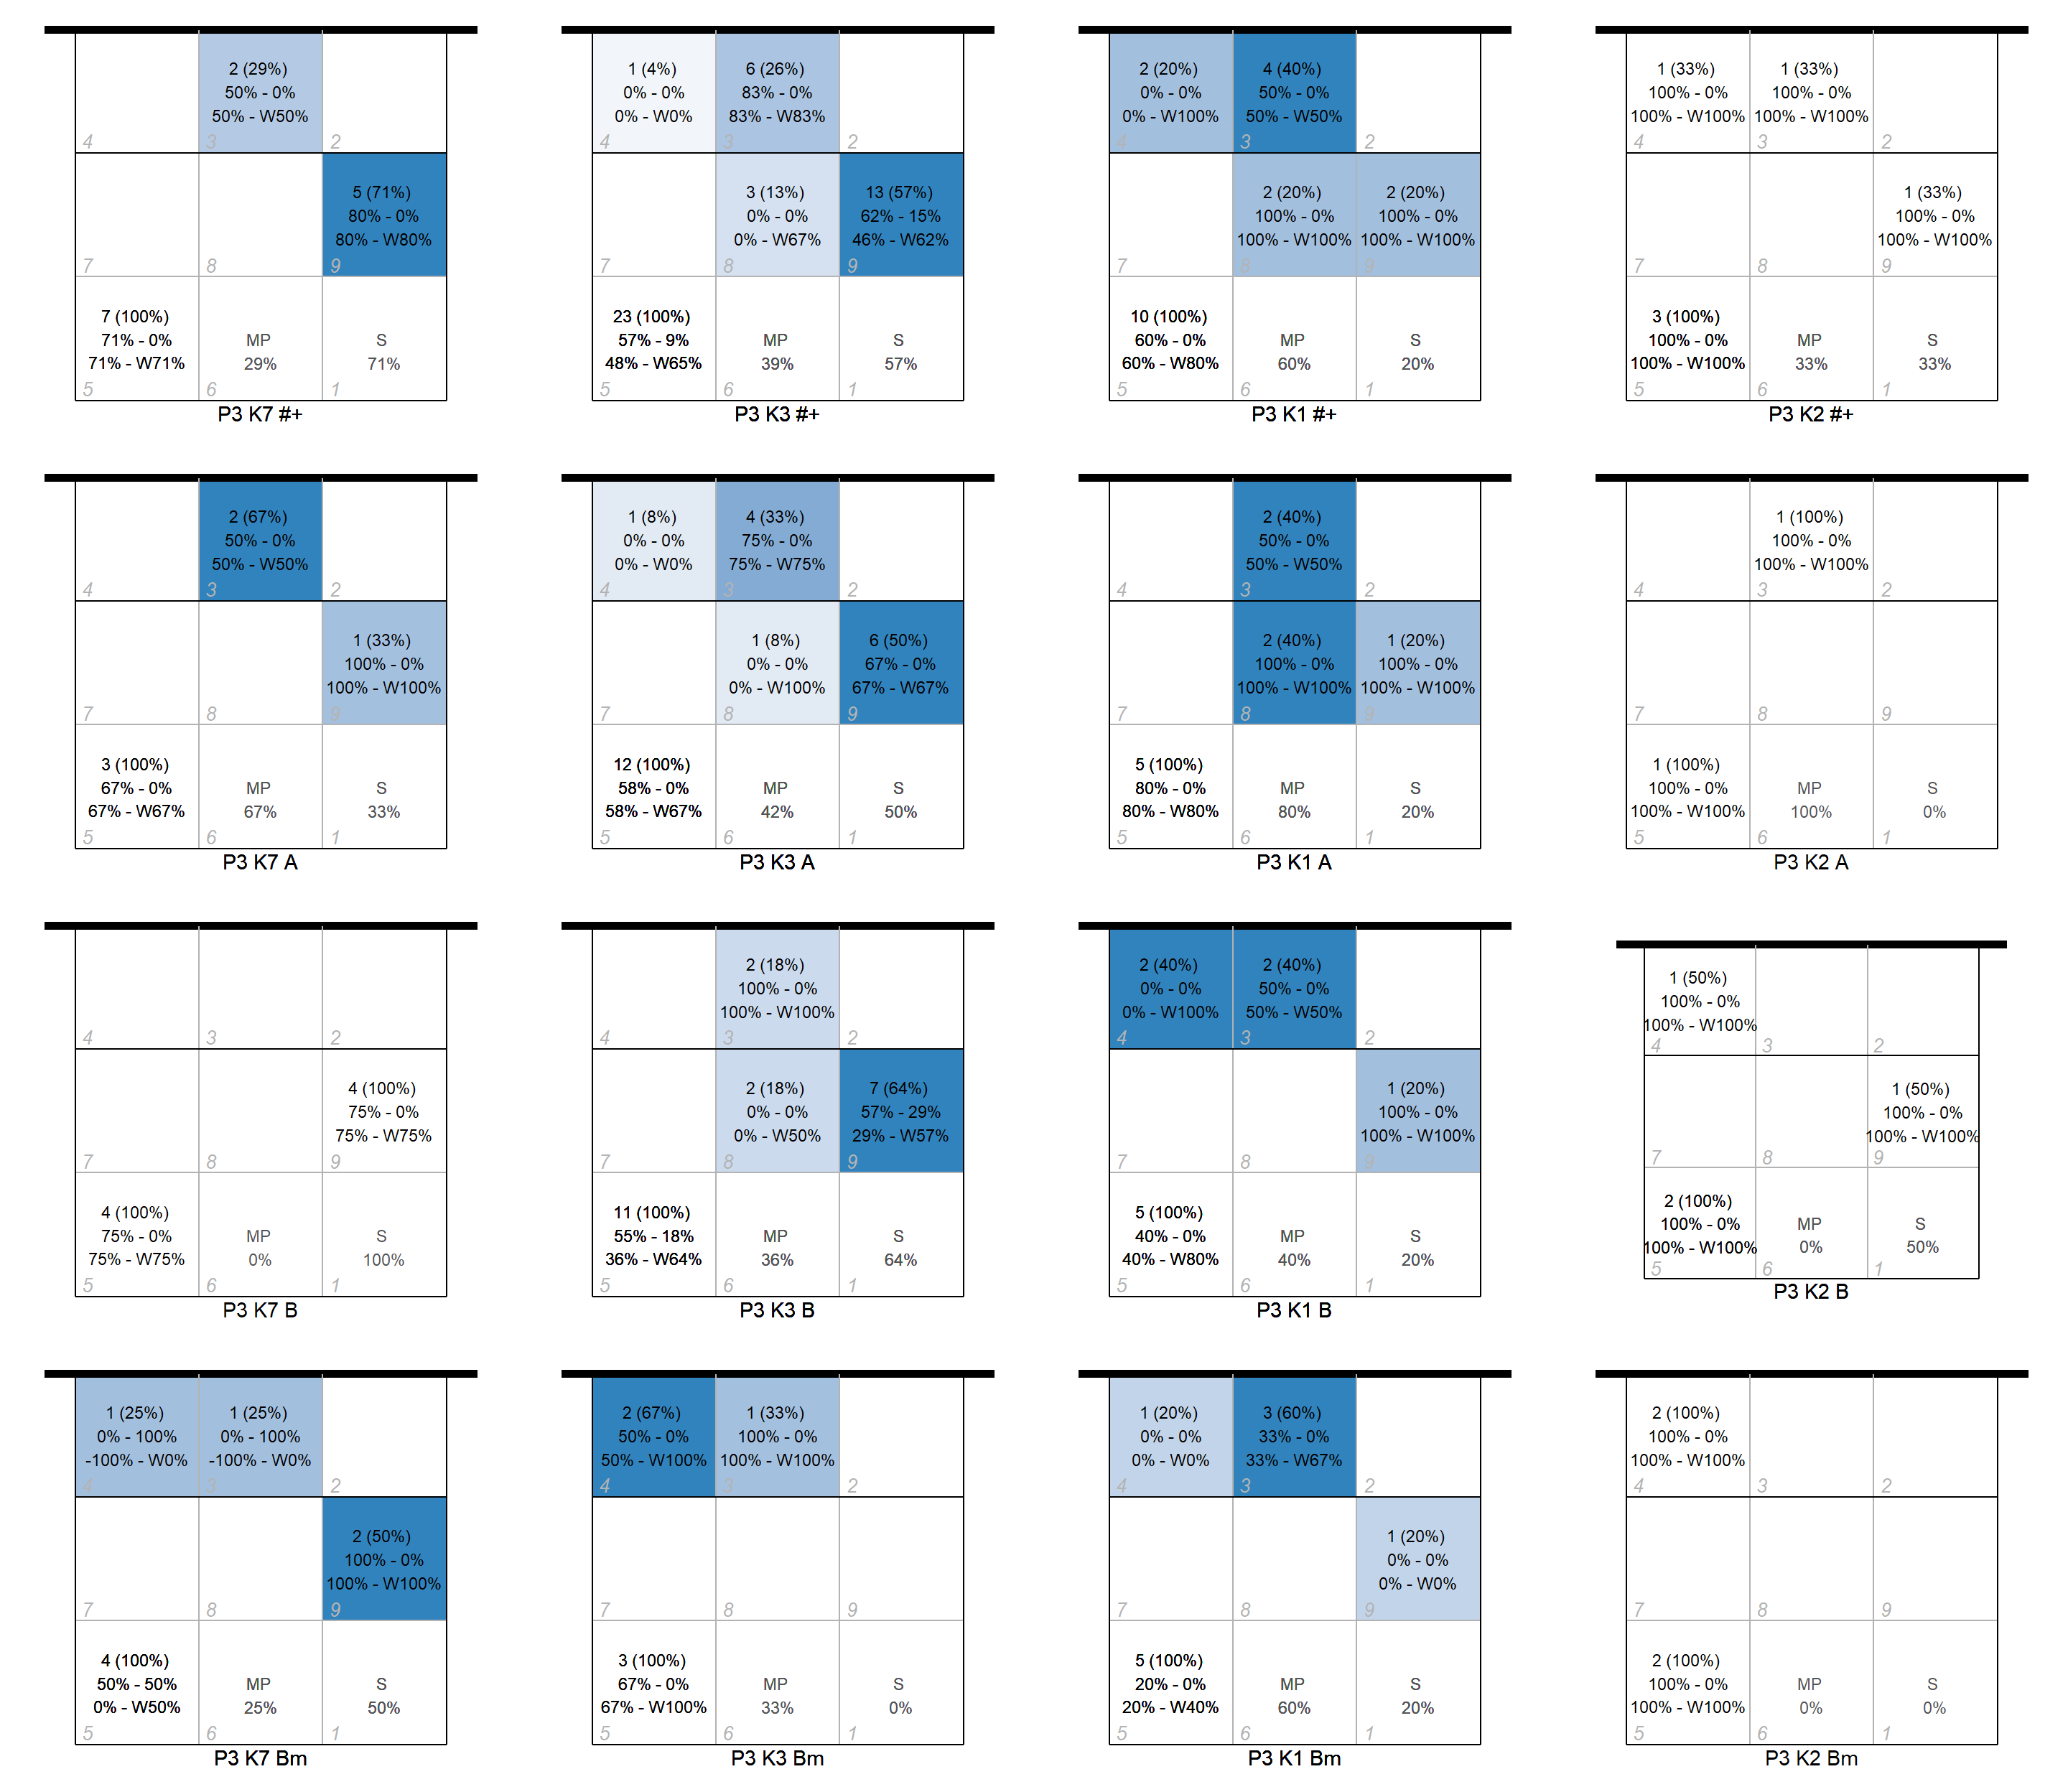 2 (29%)
50% - 0%
50% - W50%
4
3
2
5 (71%)
80% - 0%
80% - W80%
7
8
9
7 (100%)
71% - 0%
71% - W71%
MP
29%
S
71%
5
6
1
P3 K7 #+
1 (4%)
0% - 0%
0% - W0%
6 (26%)
83% - 0%
83% - W83%
4
3
2
3 (13%)
0% - 0%
0% - W67%
13 (57%)
62% - 15%
46% - W62%
7
8
9
23 (100%)
57% - 9%
48% - W65%
MP
39%
S
57%
5
6
1
P3 K3 #+
2 (20%)
0% - 0%
0% - W100%
4 (40%)
50% - 0%
50% - W50%
4
3
2
2 (20%)
100% - 0%
100% - W100%
2 (20%)
100% - 0%
100% - W100%
7
8
9
10 (100%)
60% - 0%
60% - W80%
MP
60%
S
20%
5
6
1
P3 K1 #+
1 (33%)
100% - 0%
100% - W100%
1 (33%)
100% - 0%
100% - W100%
4
3
2
1 (33%)
100% - 0%
100% - W100%
7
8
9
3 (100%)
100% - 0%
100% - W100%
MP
33%
S
33%
5
6
1
P3 K2 #+
2 (67%)
50% - 0%
50% - W50%
4
3
2
1 (33%)
100% - 0%
100% - W100%
7
8
9
3 (100%)
67% - 0%
67% - W67%
MP
67%
S
33%
5
6
1
P3 K7 A
1 (8%)
0% - 0%
0% - W0%
4 (33%)
75% - 0%
75% - W75%
4
3
2
1 (8%)
0% - 0%
0% - W100%
6 (50%)
67% - 0%
67% - W67%
7
8
9
12 (100%)
58% - 0%
58% - W67%
MP
42%
S
50%
5
6
1
P3 K3 A
2 (40%)
50% - 0%
50% - W50%
4
3
2
2 (40%)
100% - 0%
100% - W100%
1 (20%)
100% - 0%
100% - W100%
7
8
9
5 (100%)
80% - 0%
80% - W80%
MP
80%
S
20%
5
6
1
P3 K1 A
1 (100%)
100% - 0%
100% - W100%
4
3
2
7
8
9
1 (100%)
100% - 0%
100% - W100%
MP
100%
S
0%
5
6
1
P3 K2 A
4
3
2
4 (100%)
75% - 0%
75% - W75%
7
8
9
4 (100%)
75% - 0%
75% - W75%
MP
0%
S
100%
5
6
1
P3 K7 B
2 (18%)
100% - 0%
100% - W100%
4
3
2
2 (18%)
0% - 0%
0% - W50%
7 (64%)
57% - 29%
29% - W57%
7
8
9
11 (100%)
55% - 18%
36% - W64%
MP
36%
S
64%
5
6
1
P3 K3 B
2 (40%)
0% - 0%
0% - W100%
2 (40%)
50% - 0%
50% - W50%
4
3
2
1 (20%)
100% - 0%
100% - W100%
7
8
9
5 (100%)
40% - 0%
40% - W80%
MP
40%
S
20%
5
6
1
P3 K1 B
1 (50%)
100% - 0%
100% - W100%
4
3
2
1 (50%)
100% - 0%
100% - W100%
7
8
9
2 (100%)
100% - 0%
100% - W100%
MP
0%
S
50%
5
6
1
P3 K2 B
1 (25%)
0% - 100%
-100% - W0%
1 (25%)
0% - 100%
-100% - W0%
4
3
2
2 (50%)
100% - 0%
100% - W100%
7
8
9
4 (100%)
50% - 50%
0% - W50%
MP
25%
S
50%
5
6
1
P3 K7 Bm
2 (67%)
50% - 0%
50% - W100%
1 (33%)
100% - 0%
100% - W100%
4
3
2
7
8
9
3 (100%)
67% - 0%
67% - W100%
MP
33%
S
0%
5
6
1
P3 K3 Bm
1 (20%)
0% - 0%
0% - W0%
3 (60%)
33% - 0%
33% - W67%
4
3
2
1 (20%)
0% - 0%
0% - W0%
7
8
9
5 (100%)
20% - 0%
20% - W40%
MP
60%
S
20%
5
6
1
P3 K1 Bm
2 (100%)
100% - 0%
100% - W100%
4
3
2
7
8
9
2 (100%)
100% - 0%
100% - W100%
MP
0%
S
0%
5
6
1
P3 K2 Bm